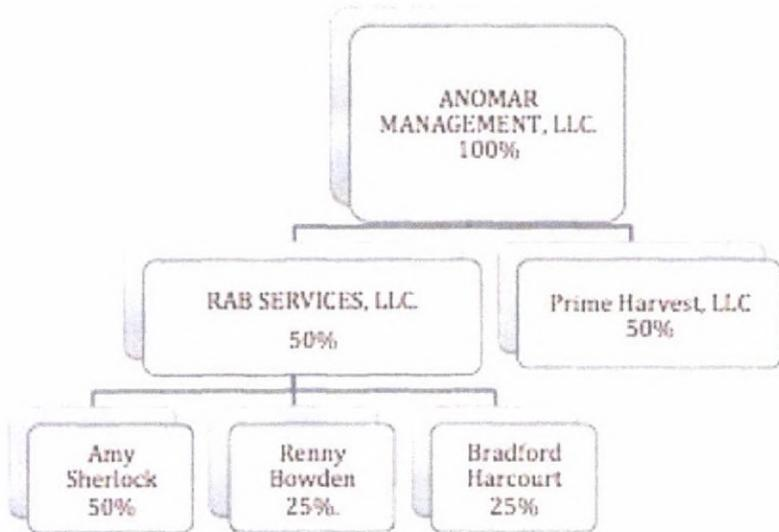 ANOMAR
MANAGEMENT, LLC.
100%
RAB SERVICES, LLC.
50%
Prime Harvest, LLC
50%
Amy
Sherlock
50%
Renny
Bowden
25%.
Bradford
Harcourt
25%